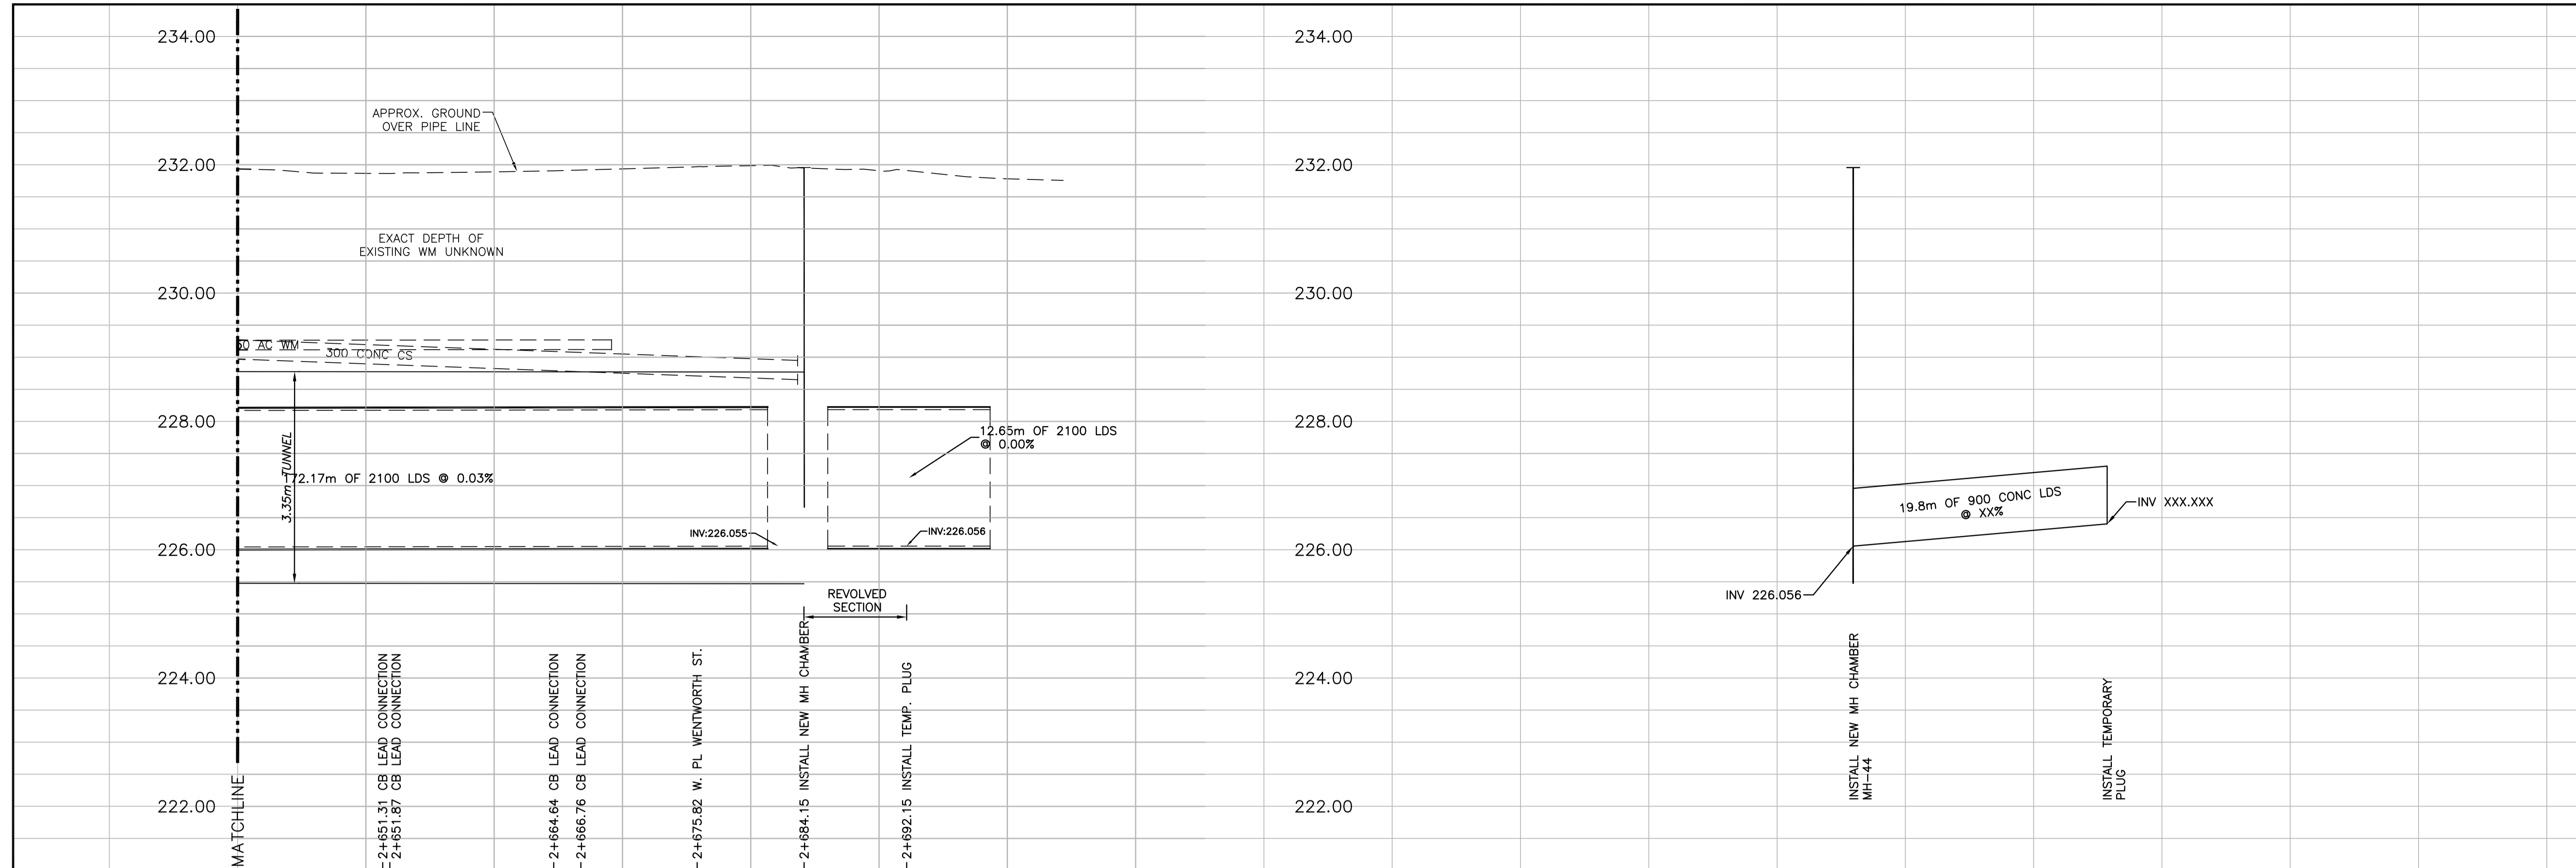 234.00
232.00
230.00
228.00
226.00
224.00
222.00
APPROX. GROUND
OVER PIPE LINE
EXACT DEPTH OF
EXISTING WM UNKNOWN
50 AC WM
300 CONC CS
3.35m TUNNEL
172.17m OF 2100 LDS @ 0.03%
INV:226.055
12.65m OF 2100 LDS
@ 0.00%
INV:226.056
REVOLVED
SECTION
MATCHLINE
2+651.31 CB LEAD CONNECTION
2+651.87 CB LEAD CONNECTION
2+664.64 CB LEAD CONNECTION
2+666.76 CB LEAD CONNECTION
2+675.82 W. PL WENTWORTH ST.
2+684.15 INSTALL NEW MH CHAMBER
2+692.15 INSTALL TEMP. PLUG
234.00
232.00
230.00
228.00
226.00
224.00
222.00
19.8m OF 900 CONC LDS
@ XX%
INV XXX.XXX
INV 226.056
INSTALL NEW MH CHAMBER
MH-44
INSTALL TEMPORARY
PLUG